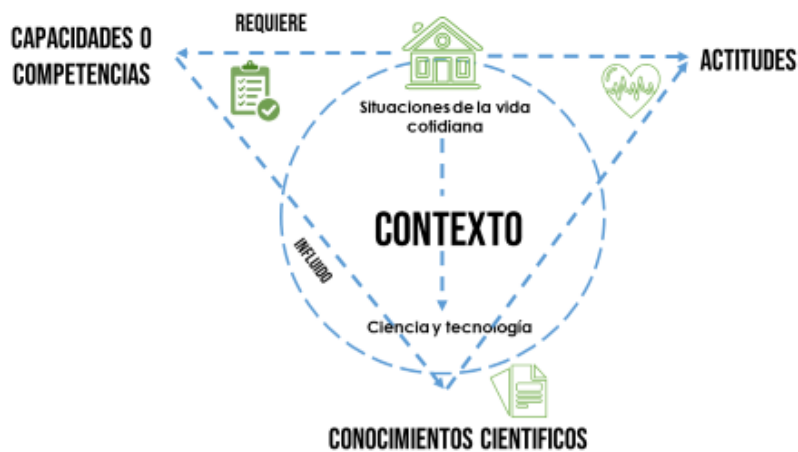 REQUIERE
CAPACIDADES O
COMPETENCIAS
ACTITUDES
Situaciones de la vida
cotidiana
CONTEXTO
INFLUIDO
Ciencia y tecnología
CONOCIMIENTOS CIENTIFICOS